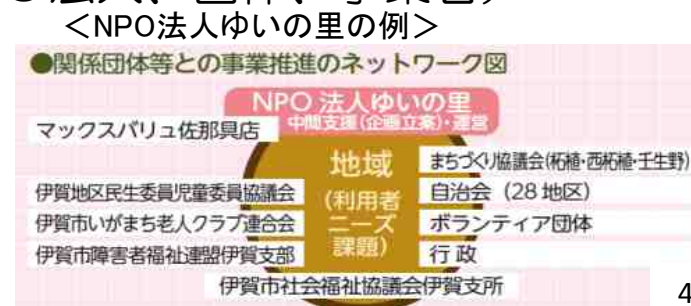 <NPO法人ゆいの里の例>
●関係団体等との事業推進のネットワーク図
NPO 法人ゆいの里
中間支援(企画立案)・運営
マックスバリュ佐那具店
地域
(利用者
ニーズ
課題)
まちづくり協議会(柘植・西柘植・壬生野)
伊賀地区民生委員児童委員協議会
自治会(28地区)
伊賀市いがまち老人クラブ連合会
ボランティア団体
伊賀市障害者福祉連盟伊賀支部
行政
伊賀市社会福祉協議会伊賀支所
4